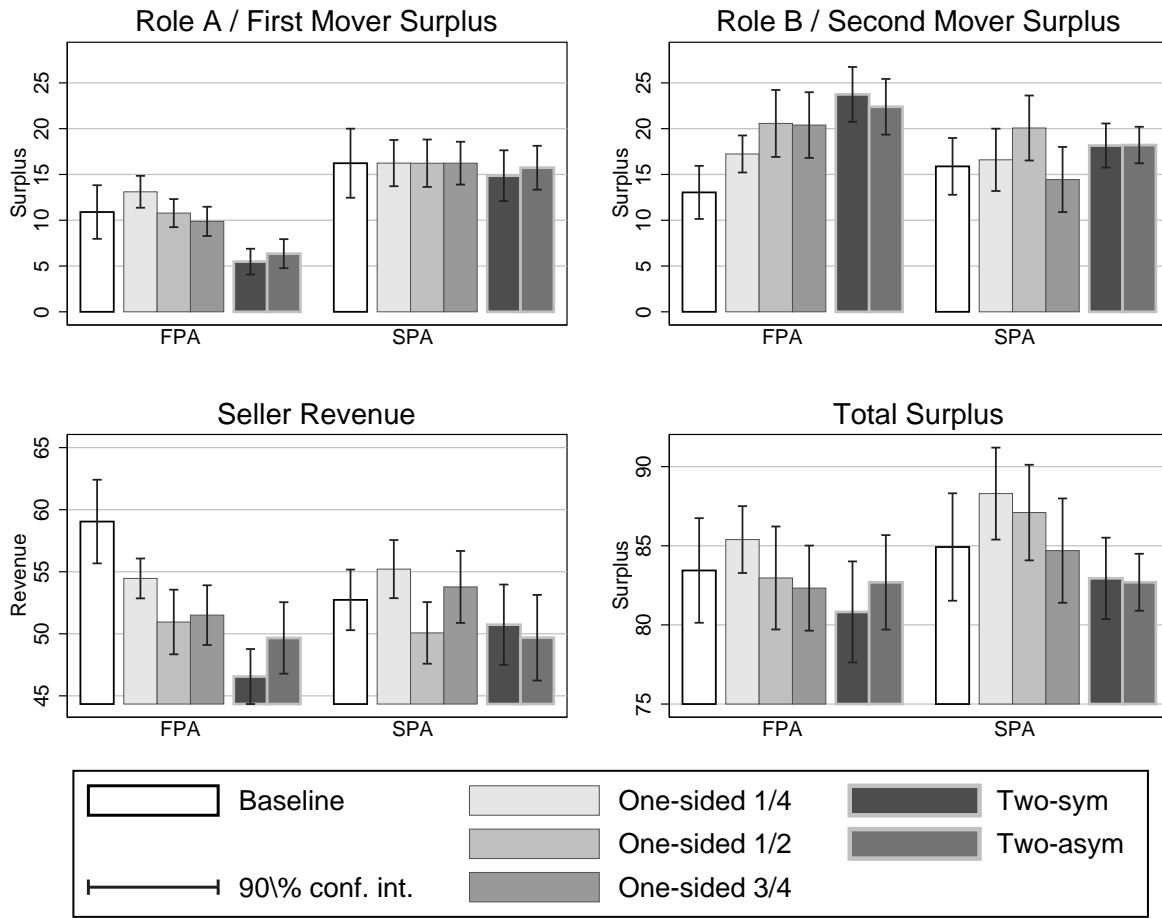 Role A / First Mover Surplus
Role B / Second Mover Surplus
Surplus
0
5
10
15
20
25
FPA
SPA
Surplus
0
5
10
15
20
25
FPA
SPA
Seller Revenue
Total Surplus
Revenue
45
50
55
60
65
FPA
SPA
Surplus
75
80
85
90
FPA
SPA
Baseline
One-sided 1/4
Two-sym
One-sided 1/2
Two-asym
90\% conf. int.
One-sided 3/4